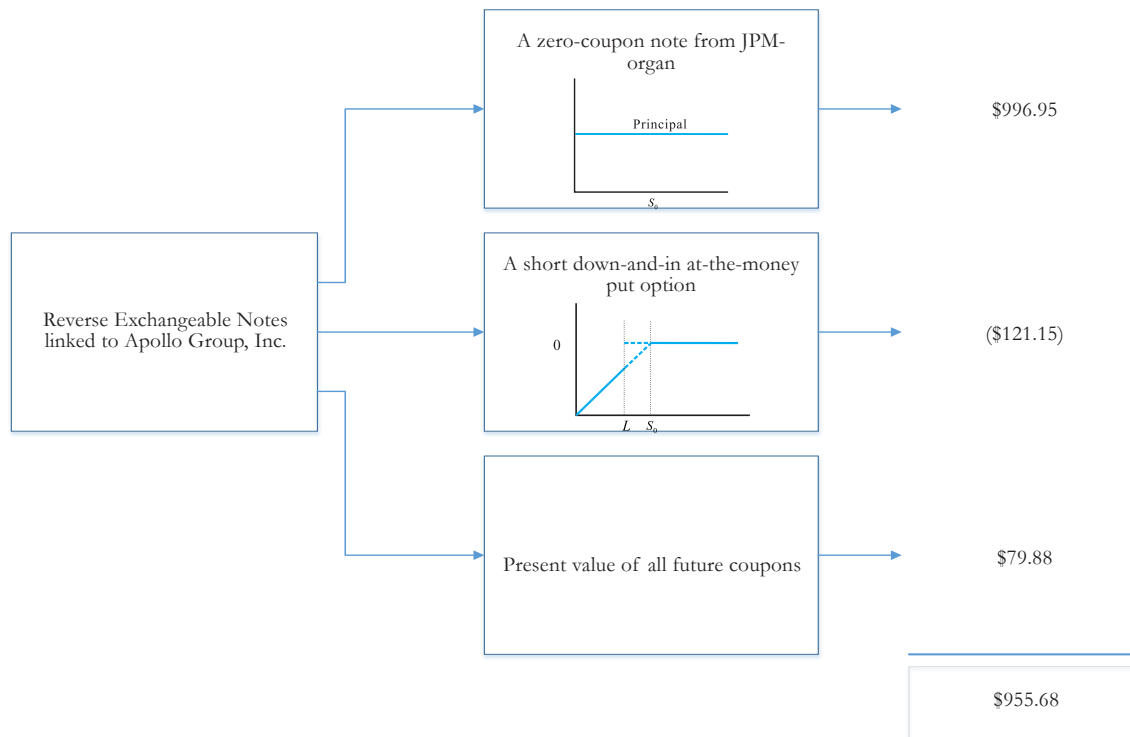 A zero-coupon note from JPM-
organ
Principal
S₀
$996.95
Reverse Exchangeable Notes
linked to Apollo Group, Inc.
A short down-and-in at-the-money
put option
0
L S₀
($121.15)
Present value of all future coupons
$79.88
$955.68